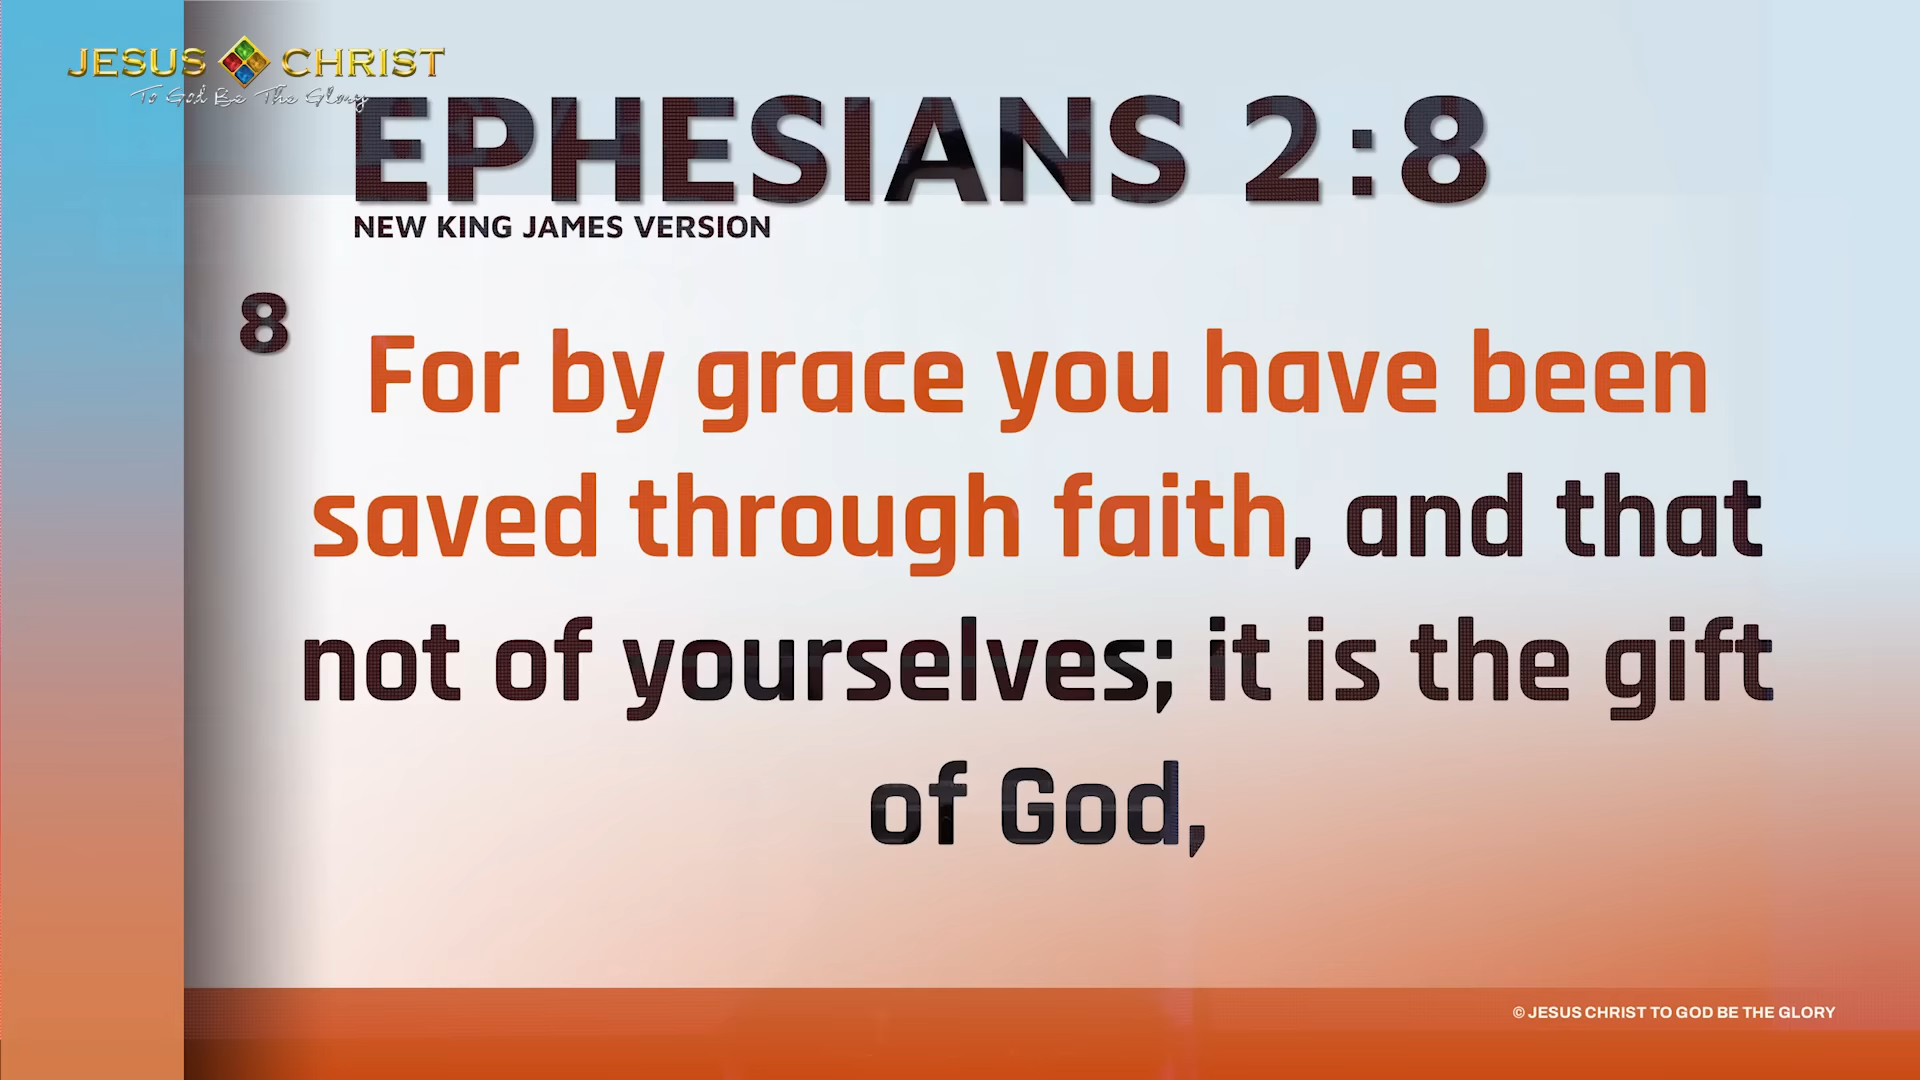 JESUS CHRIST
To God Be The Glory
EPHESIANS 2:8
NEW KING JAMES VERSION
8
For by grace you have been
saved through faith, and that
not of yourselves; it is the gift
of God,
© JESUS CHRIST TO GOD BE THE GLORY